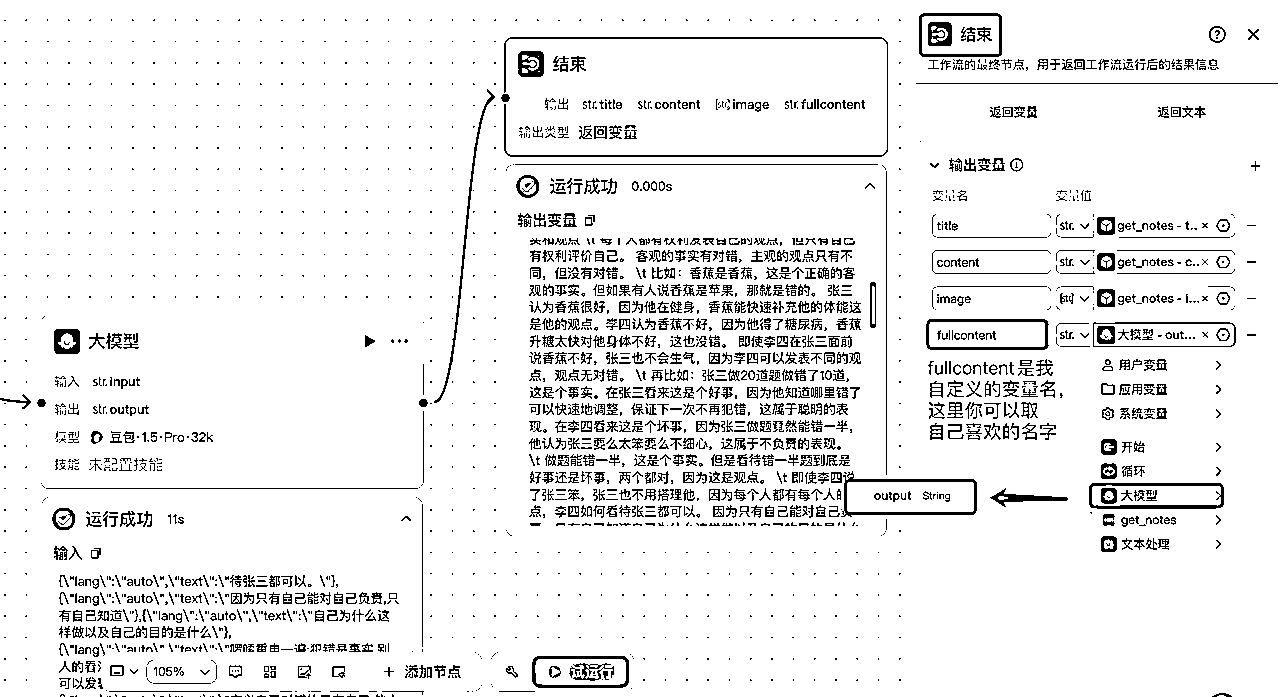 结束
输出 str.title str.content [str] image str.fullcontent
输出类型 返回变量
运行成功 0.000s
输出变量
实和观点 \t 每个人都有权利发表自己的观点，但只有自己
有权利评价自己。 客观的事实有对错，主观的观点只有不
同，但没有对错。 \t 比如：香蕉是香蕉，这是个正确的客
观的事实。但如果有人说香蕉是苹果，那就是错的。 张三
认为香蕉很好，因为他在健身，香蕉能快速补充他的体能这
是他的观点。李四认为香蕉不好，因为他得了糖尿病，香蕉
升糖太快对他身体不好，这也没错。 即使李四在张三面前
说香蕉不好，张三也不会生气，因为李四可以发表不同的观
点，观点无对错。 \t 再比如：张三做20道题做错了10道，
这是个事实。在张三看来这是个好事，因为他知道哪里错了
可以快速地调整，保证下一次不再犯错，这属于聪明的表
现。在李四看来这是个坏事，因为张三做题竟然能错一半，
他认为张三要么太笨要么不细心，这属于不负责的表现。
\t 做题能错一半，这是个事实。但是看待错一半题到底是
好事还是坏事，两个都对，因为这是观点。 \t 即使李四说
了张三笨，张三也不用搭理他，因为每个人都有每个人的
点，李四如何看待张三都可以。 因为只有自己能对自己
大模型
输入 str.input
输出 str.output
模型 豆包·1.5·Pro·32k
技能 未配置技能
运行成功 11s
输入
{\"lang\":\"auto\",\"text\":\"待张三都可以。\"},
{\"lang\":\"auto\",\"text\":\"因为只有自己能对自己负责,只
有自己知道\"},{\"lang\":\"auto\",\"text\":\"自己为什么这
样做以及自己的目的是什么\"},
人的看
可以发
105%
添加节点
试运行
结束
工作流的最终节点，用于返回工作流运行后的结果信息
返回变量 返回文本
输出变量
变量名 变量值
title str. get_notes - t... ×
content str. get_notes - c... ×
image [str] get_notes - i... ×
fullcontent str. 大模型 - out... ×
fullcontent是我
自定义的变量名，
这里你可以取
自己喜欢的名字
用户变量
应用变量
系统变量
开始
循环
大模型
output String
get_notes
文本处理